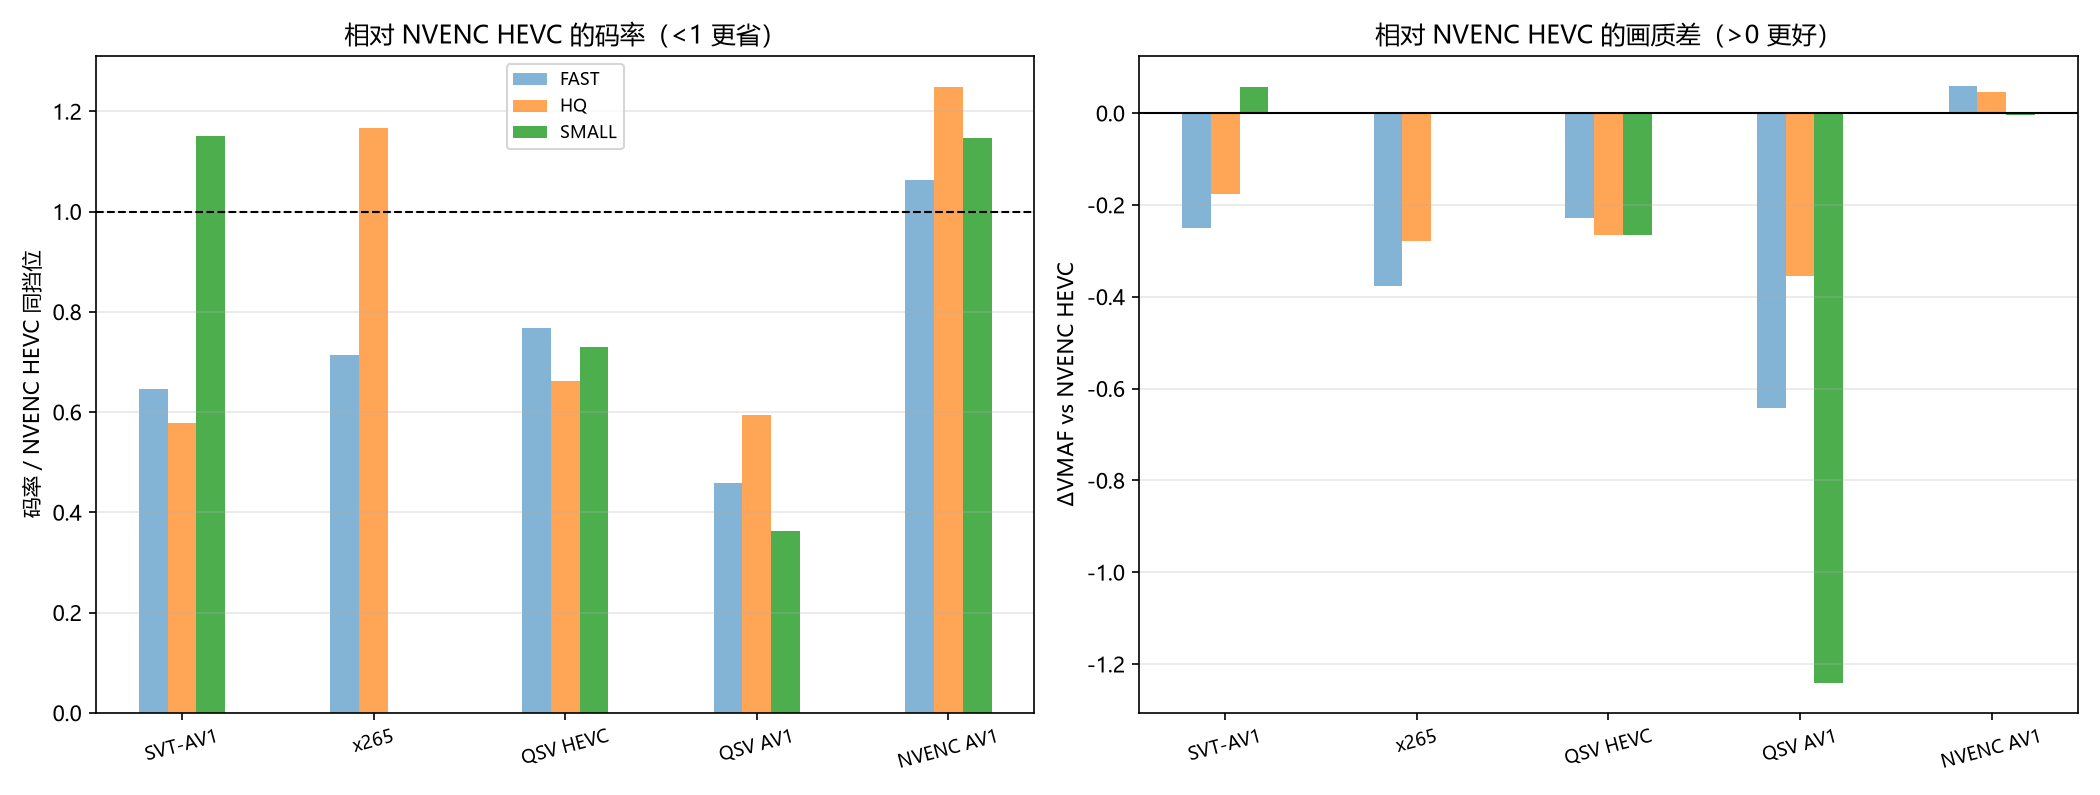 相对 NVENC HEVC 的码率（<1 更省）
码率 / NVENC HEVC 同挡位
1.2
1.0
0.8
0.6
0.4
0.2
0.0
FAST
HQ
SMALL
SVT-AV1
x265
QSV HEVC
QSV AV1
NVENC AV1
相对 NVENC HEVC 的画质差（>0 更好）
ΔVMAF vs NVENC HEVC
0.0
-0.2
-0.4
-0.6
-0.8
-1.0
-1.2
SVT-AV1
x265
QSV HEVC
QSV AV1
NVENC AV1